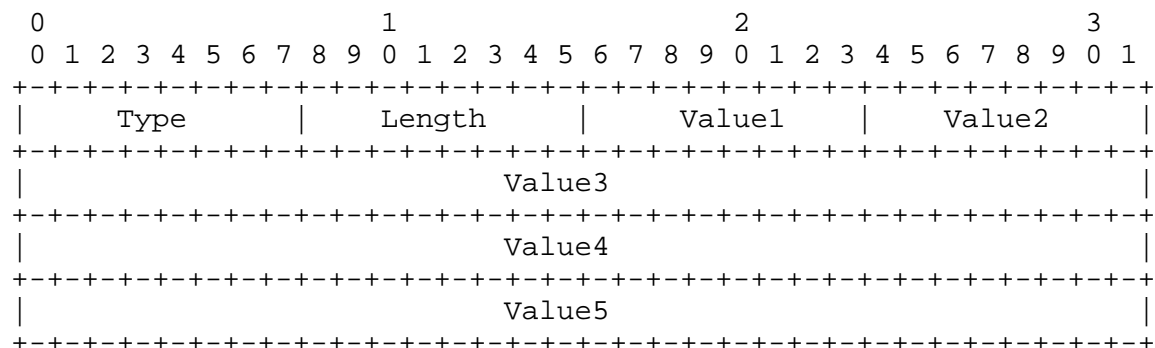 0                   1                   2                   3
0 1 2 3 4 5 6 7 8 9 0 1 2 3 4 5 6 7 8 9 0 1 2 3 4 5 6 7 8 9 0 1
+-+-+-+-+-+-+-+-+-+-+-+-+-+-+-+-+-+-+-+-+-+-+-+-+-+-+-+-+-+-+-+-+
|     Type      |    Length     |     Value1    |    Value2     |
+-+-+-+-+-+-+-+-+-+-+-+-+-+-+-+-+-+-+-+-+-+-+-+-+-+-+-+-+-+-+-+-+
|                           Value3                              |
+-+-+-+-+-+-+-+-+-+-+-+-+-+-+-+-+-+-+-+-+-+-+-+-+-+-+-+-+-+-+-+-+
|                           Value4                              |
+-+-+-+-+-+-+-+-+-+-+-+-+-+-+-+-+-+-+-+-+-+-+-+-+-+-+-+-+-+-+-+-+
|                           Value5                              |
+-+-+-+-+-+-+-+-+-+-+-+-+-+-+-+-+-+-+-+-+-+-+-+-+-+-+-+-+-+-+-+-+